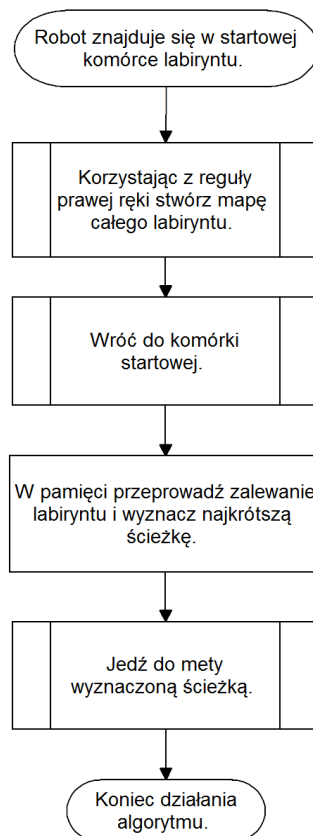 Robot znajduje się w startowej
komórce labiryntu.
Korzystając z reguły
prawej ręki stwórz mapę
całego labiryntu.
Wróć do komórki
startowej.
W pamięci przeprowadź zalewanie
labiryntu i wyznacz najkrótszą
ścieżkę.
Jedź do mety
wyznaczoną ścieżką.
Koniec działania
algorytmu.